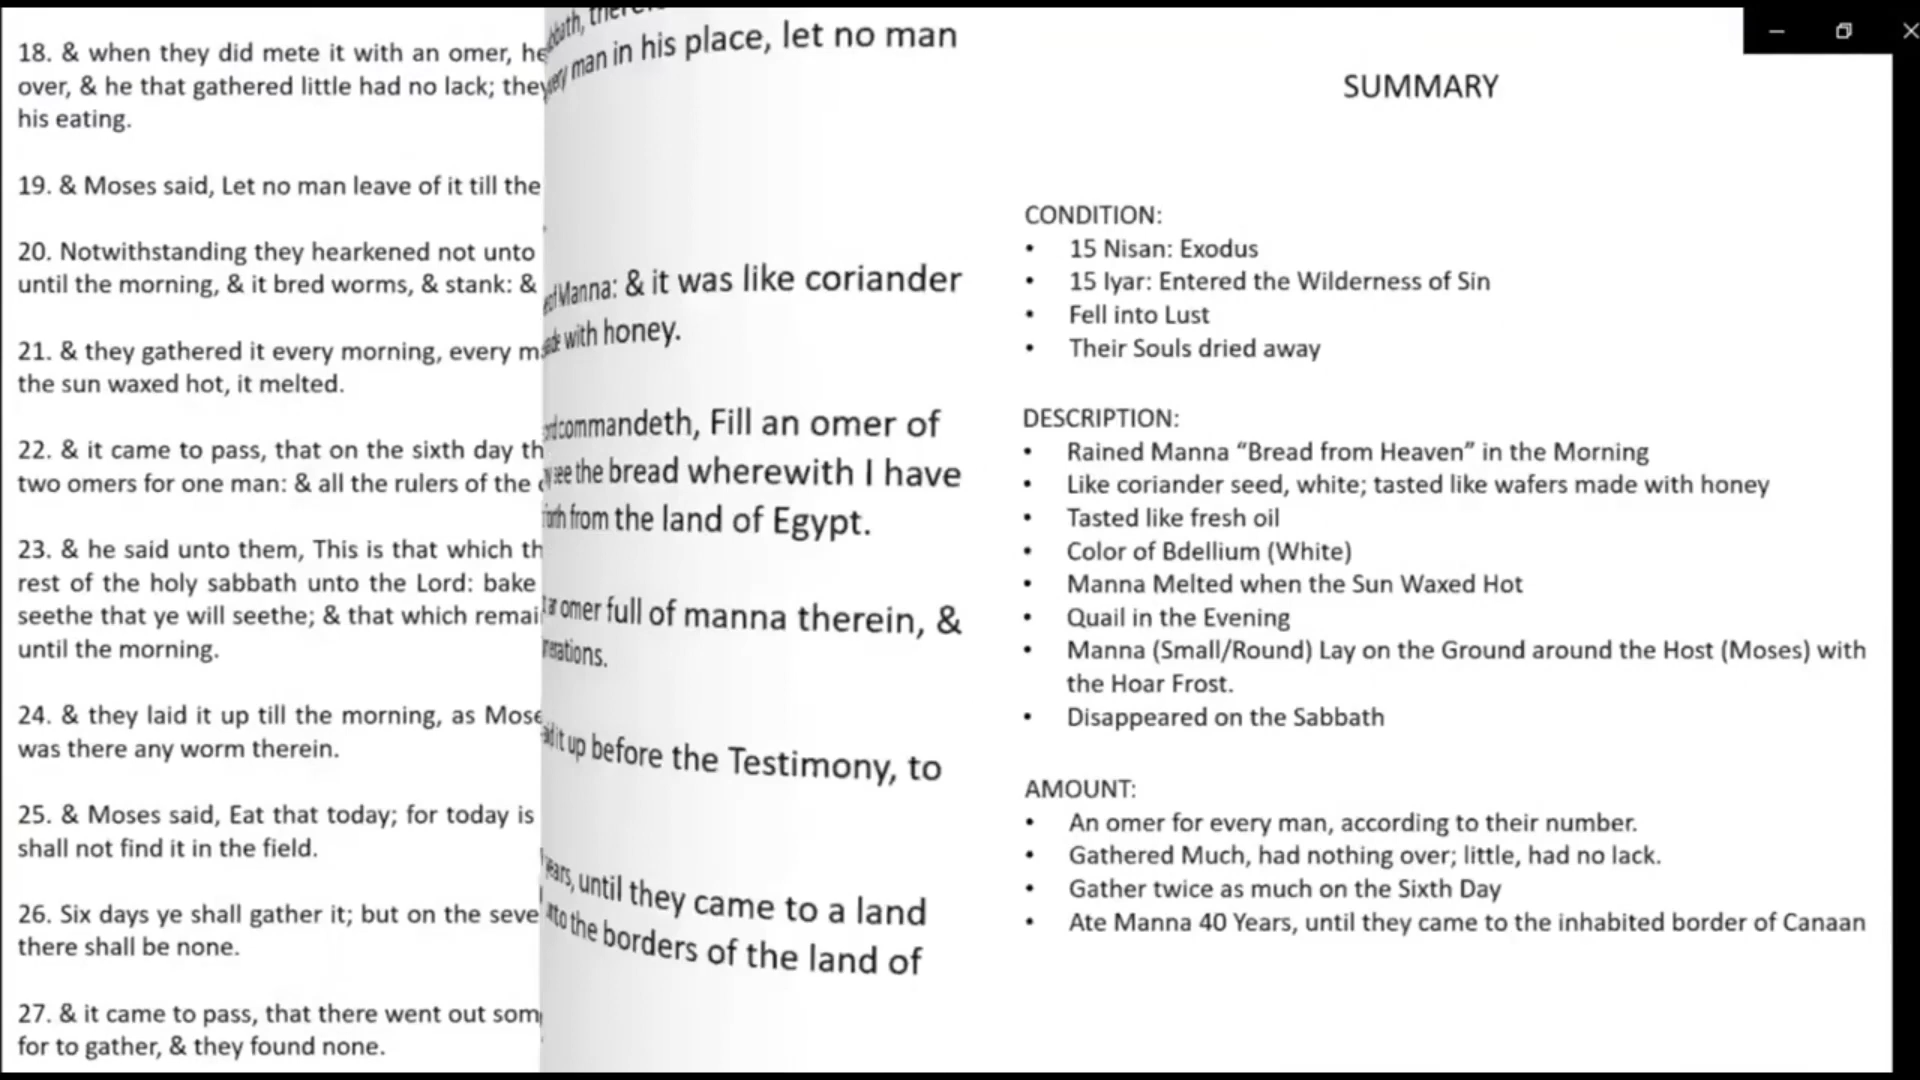 18. & when they did mete it with an omer, he
over, & he that gathered little had no lack; they
his eating.
19. & Moses said, Let no man leave of it till the
20. Notwithstanding they hearkened not unto
until the morning, & it bred worms, & stank: &
21. & they gathered it every morning, every m
the sun waxed hot, it melted.
22. & it came to pass, that on the sixth day th
two omers for one man: & all the rulers of the
23. & he said unto them, This is that which th
rest of the holy sabbath unto the Lord: bake
seethe that ye will seethe; & that which remai
until the morning.
24. & they laid it up till the morning, as Mose
was there any worm therein.
25. & Moses said, Eat that today; for today is
shall not find it in the field.
26. Six days ye shall gather it; but on the seve
there shall be none.
27. & it came to pass, that there went out som
for to gather, & they found none.
man in his place, let no man
of Manna: & it was like coriander
with honey.
commandeth, Fill an omer of
see the bread wherewith I have
forth from the land of Egypt.
omer full of manna therein, &
it up before the Testimony, to
years, until they came to a land
unto the borders of the land of
SUMMARY
CONDITION:
• 15 Nisan: Exodus
• 15 Iyar: Entered the Wilderness of Sin
• Fell into Lust
• Their Souls dried away
DESCRIPTION:
• Rained Manna “Bread from Heaven” in the Morning
• Like coriander seed, white; tasted like wafers made with honey
• Tasted like fresh oil
• Color of Bdellium (White)
• Manna Melted when the Sun Waxed Hot
• Quail in the Evening
• Manna (Small/Round) Lay on the Ground around the Host (Moses) with
the Hoar Frost.
• Disappeared on the Sabbath
AMOUNT:
• An omer for every man, according to their number.
• Gathered Much, had nothing over; little, had no lack.
• Gather twice as much on the Sixth Day
• Ate Manna 40 Years, until they came to the inhabited border of Canaan